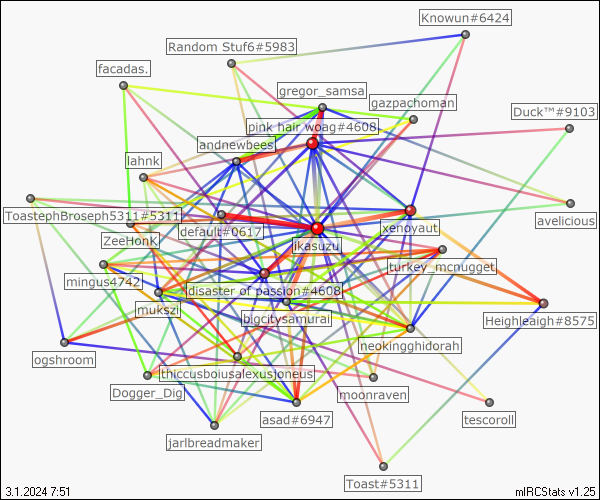 Knowun#6424
Random Stuf6#5983
facadas.
gregor_samsa
gazpachoman
Duck™#9103
pink hair woag#4608
andnewbees
lahnk
ToastephBroseph5311#5311
avelicious
default#0617
xenoyaut
ZeeHonK
ikasuzu
turkey_mcnugget
mingus4742
disaster of passion#4608
mukszi
bigcitysamurai
Heighleaigh#8575
neokingghidorah
ogshroom
thiccusboiusalexusjoneus
Dogger_Dig
moonraven
asad#6947
tescoroll
jarlbreadmaker
Toast#5311
3.1.2024 7:51
mIRCStats v1.25